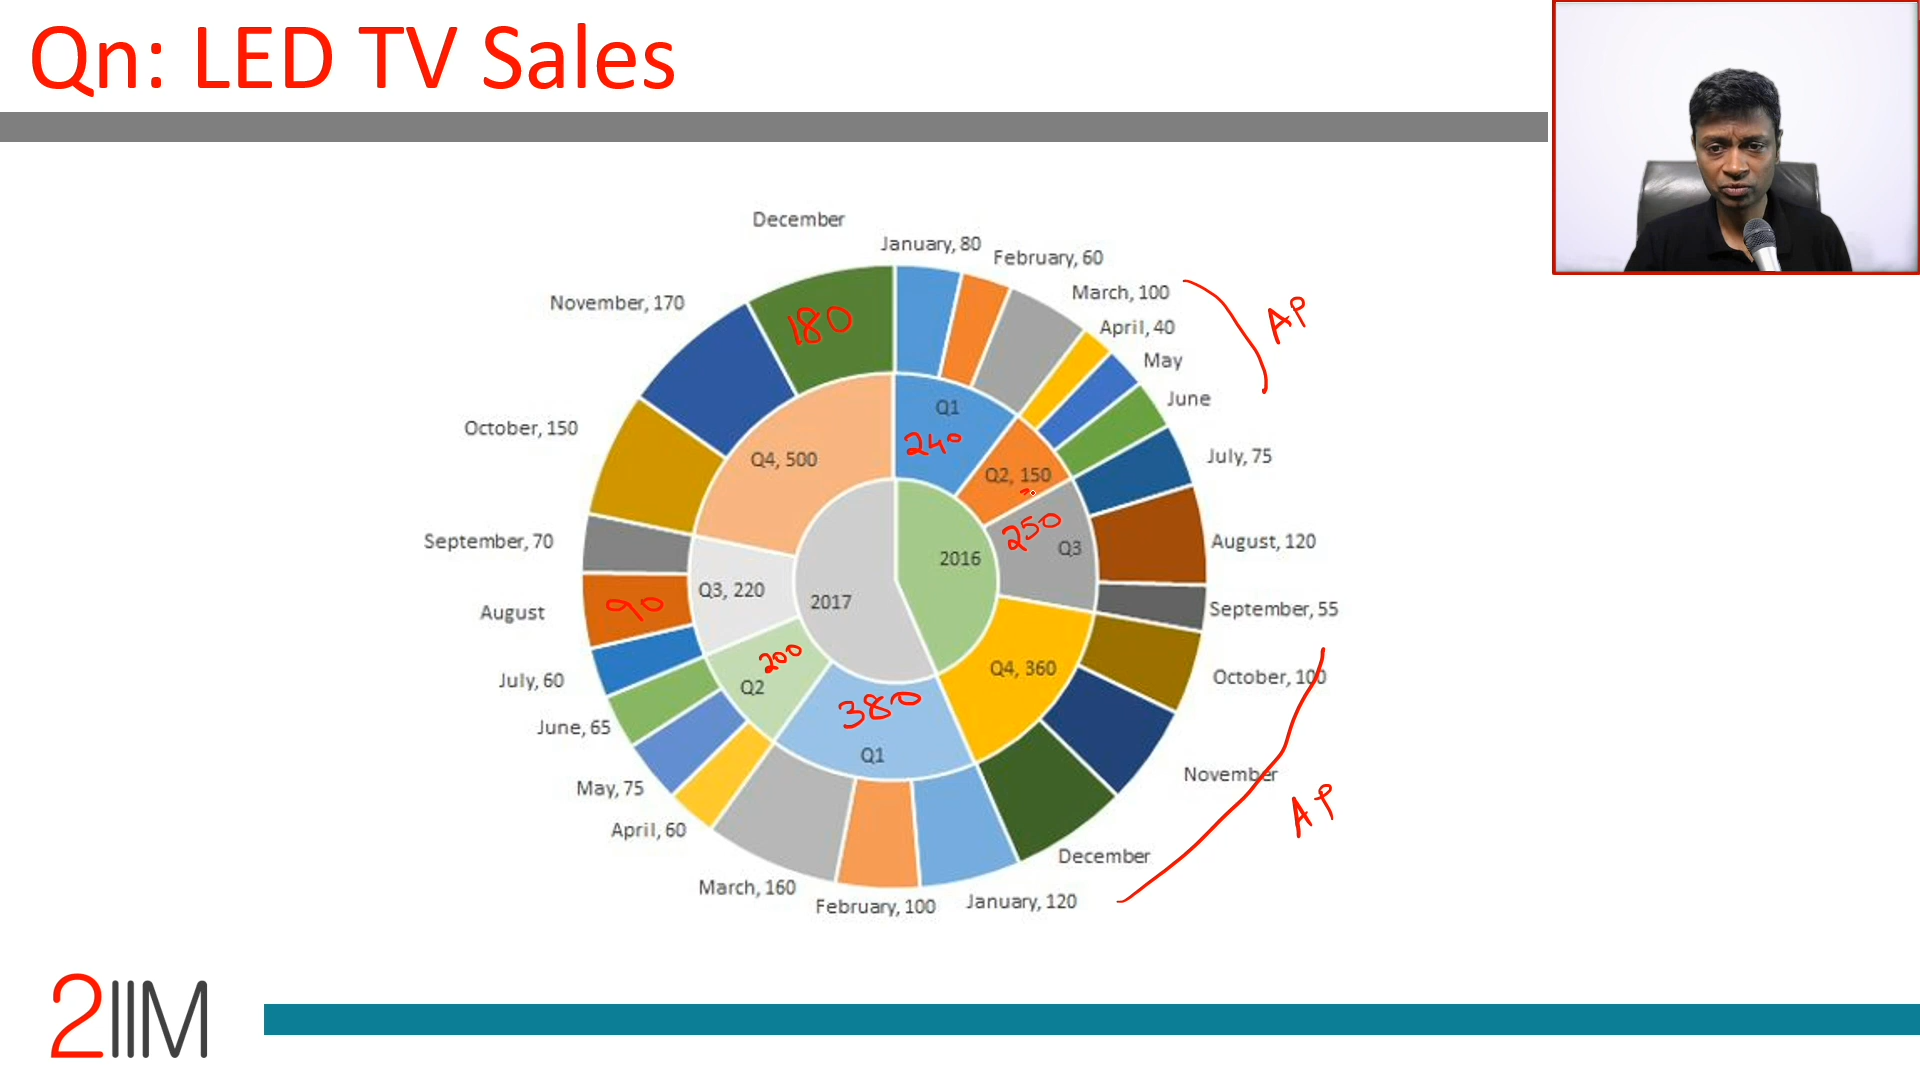 Qn: LED TV Sales
December
January, 80
February, 60
November, 170
March, 100
AP
180
April, 40
May
June
Q1
240
October, 150
Q4, 500
Q2, 150
July, 75
250
Q3
2016
August, 120
September, 70
Q3, 220
2017
August
90
September, 55
200
Q2
Q4, 360
October, 100
July, 60
380
June, 65
Q1
November
May, 75
AP
April, 60
December
March, 160
February, 100
January, 120
2IIM